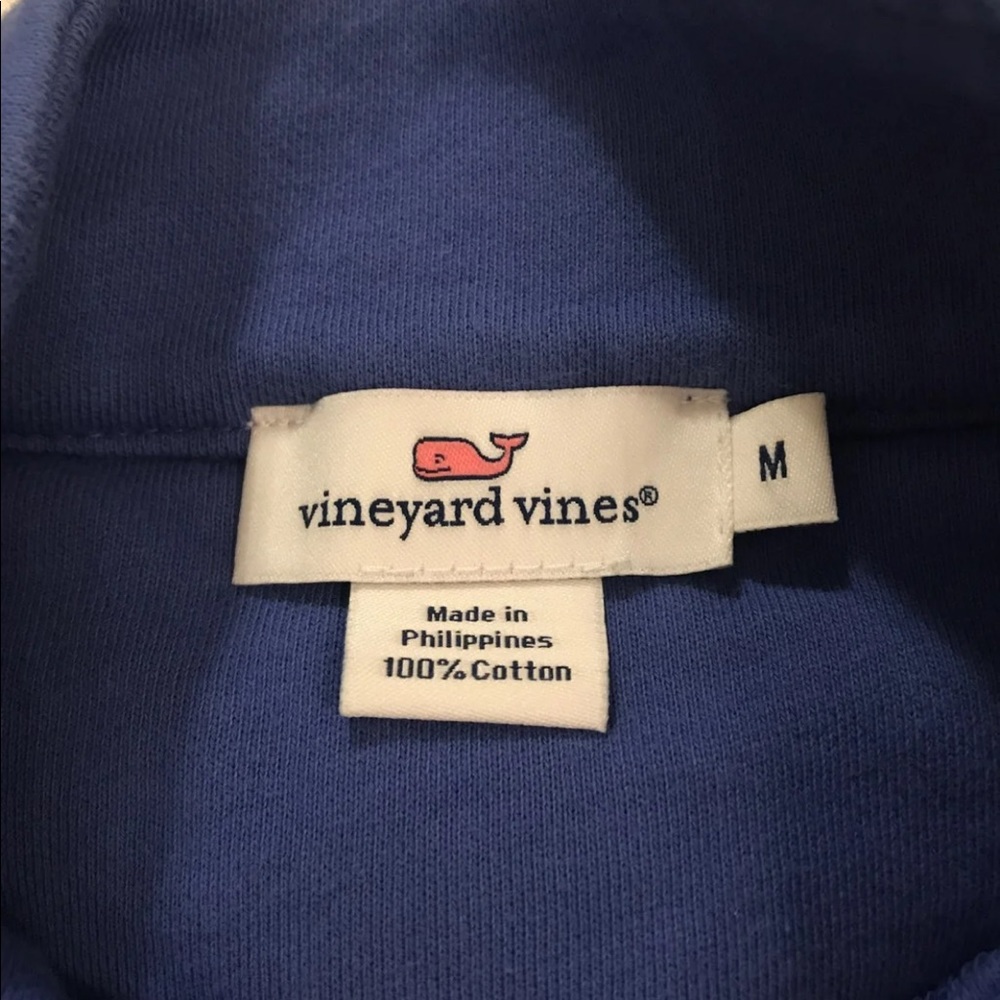 vineyard vines®
M
Made in
Philippines
100% Cotton